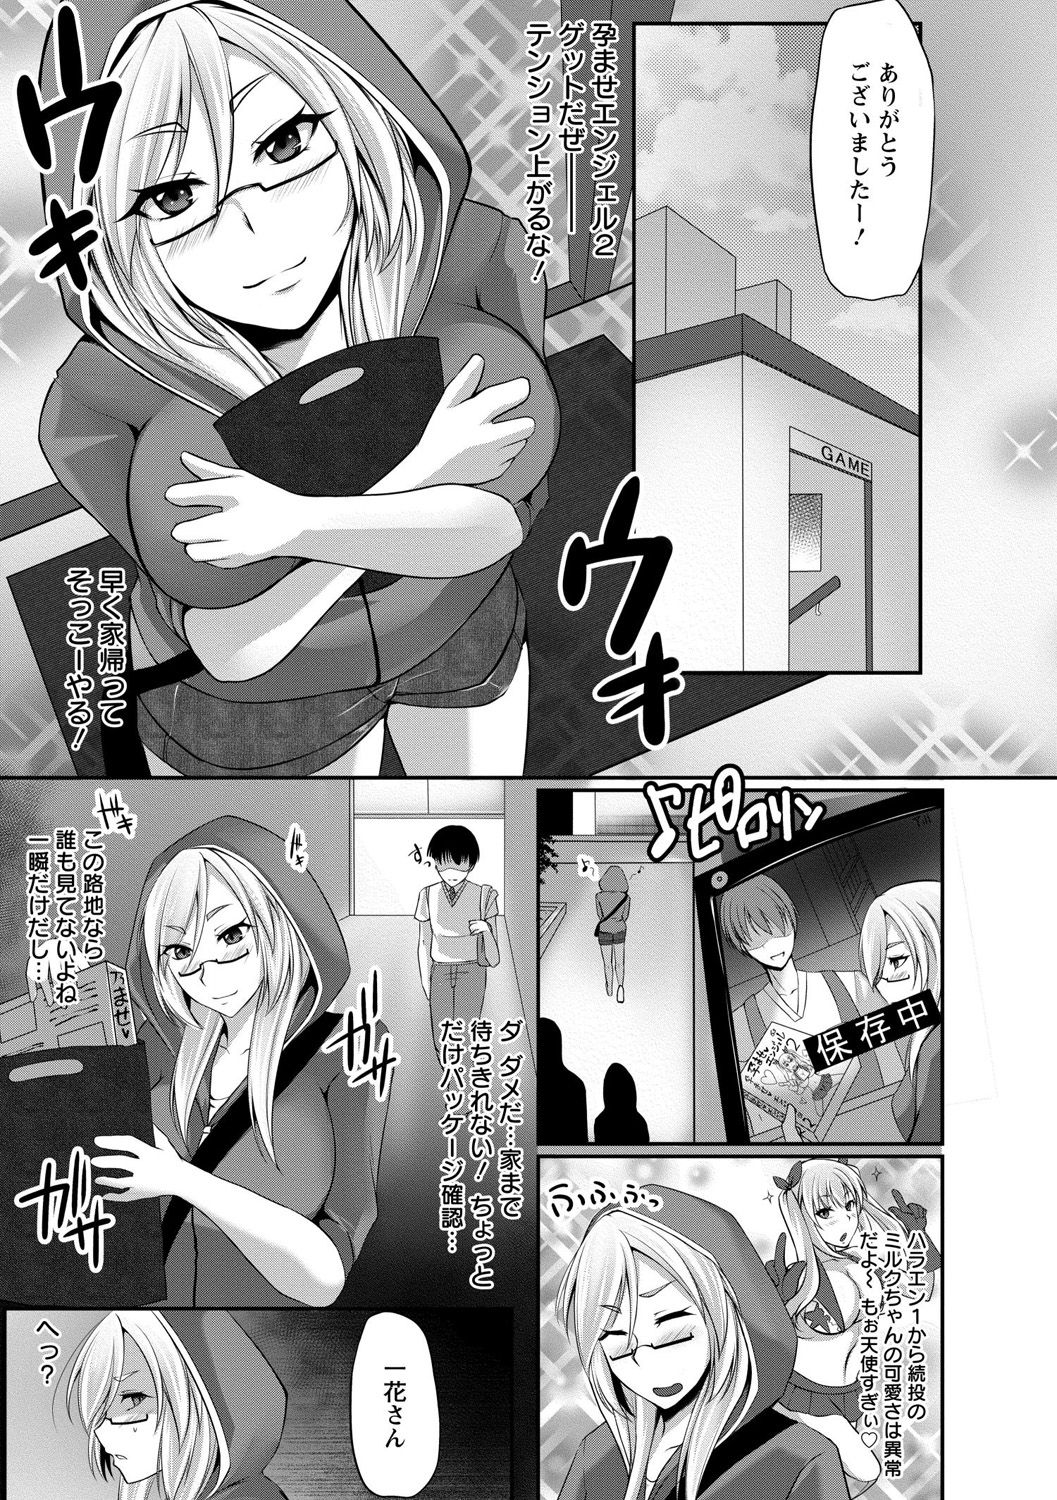 ありがとう
ございましたー！
GAME
孕ませエンジェル2
ゲットだぜ――
テンション上がるな！
ウキ
ウキ
早く家帰って
そっこーやる！
♪ピロリン
♪
保存中
ハラエン1から続投の
ミルクちゃんの可愛さは異常
だよ～ もぉ天使すぎぃ♡
ふふふっ
ダ ダメだ…家まで
待ちきれない！ ちょっと
だけパッケージ確認…
すっ
ガサ
ガサ
ドキ
ドキ
この路地なら
誰も見てないよね
一瞬だけだし…
ませ♥
一花さん
へっ？